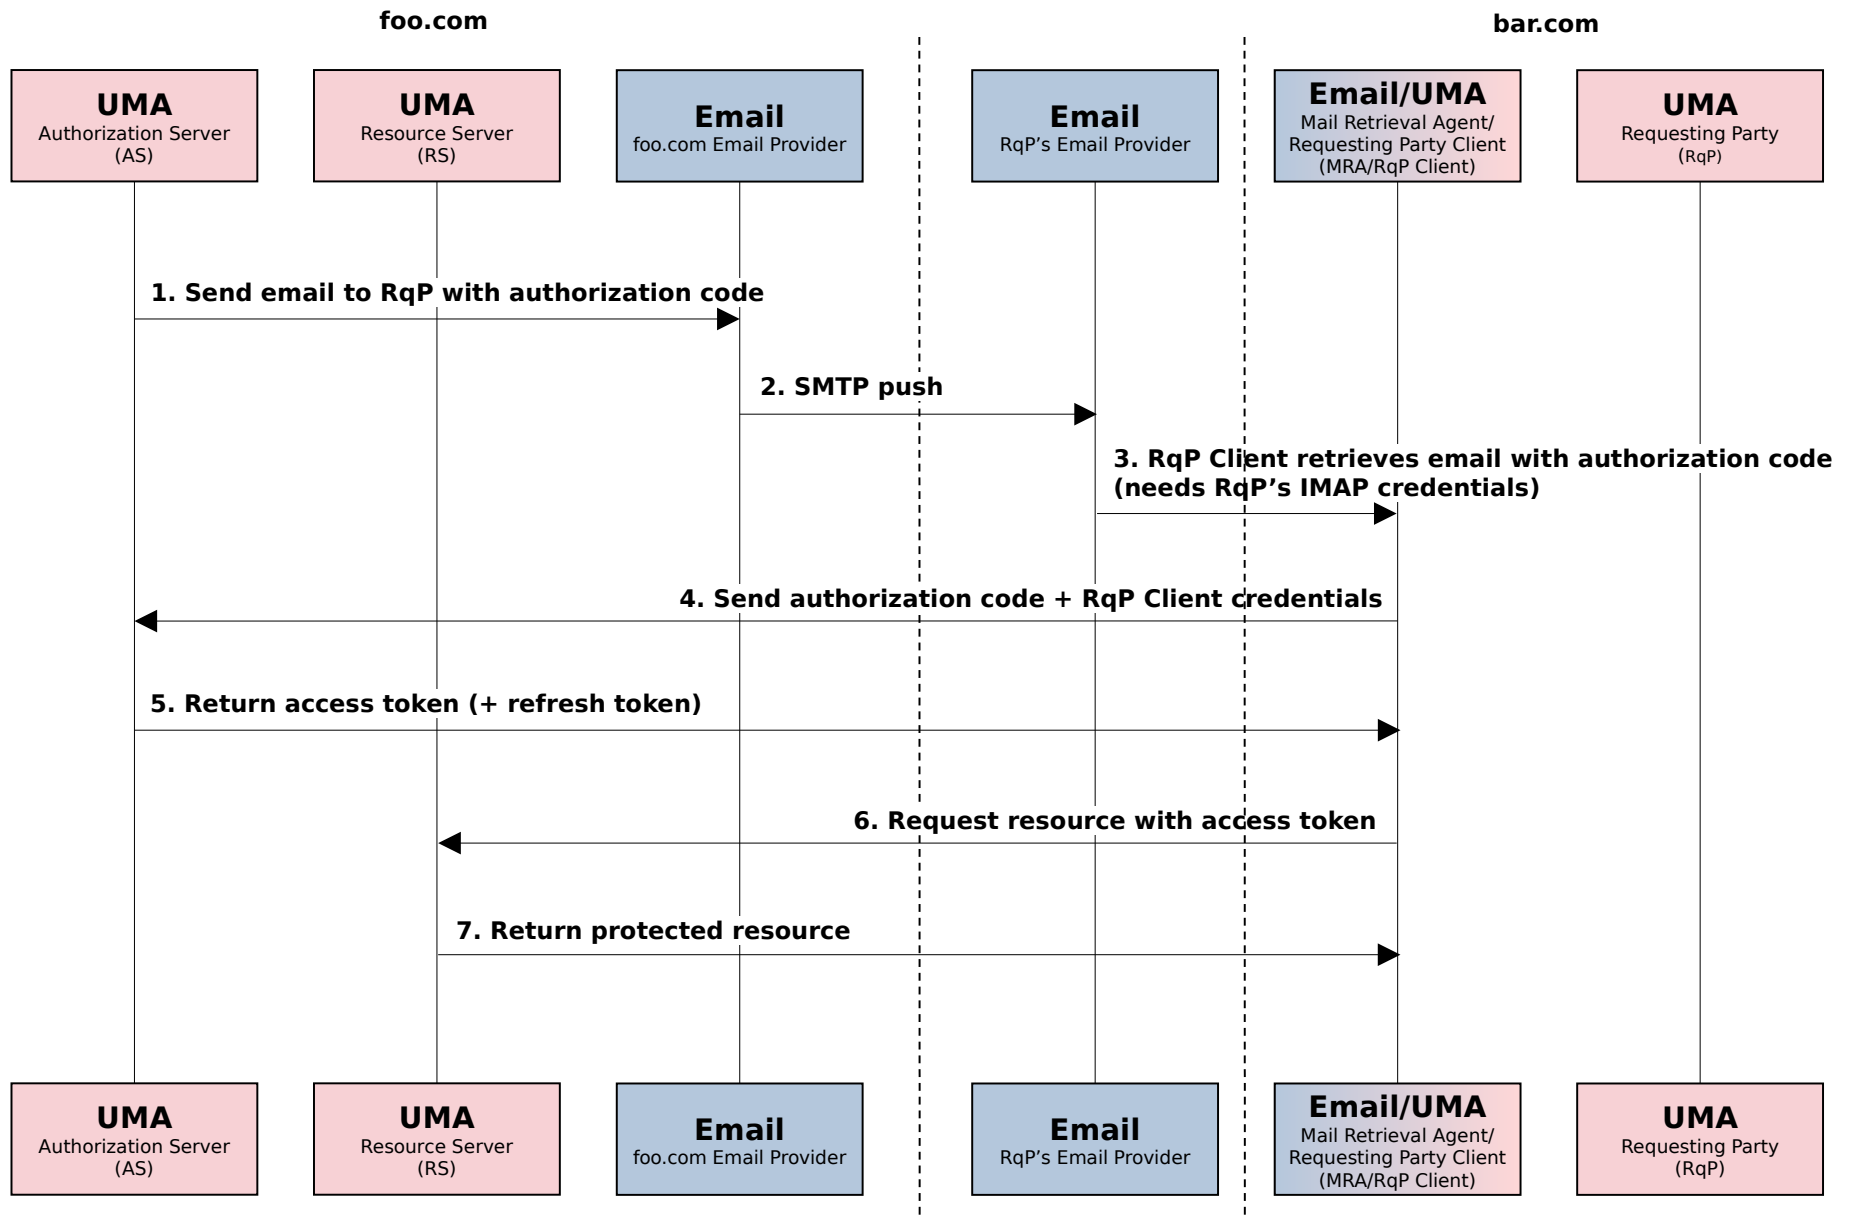 foo.com
bar.com
UMA
Authorization Server
(AS)
UMA
Resource Server
(RS)
Email
foo.com Email Provider
Email
RqP’s Email Provider
Email/UMA
Mail Retrieval Agent/
Requesting Party Client
(MRA/RqP Client)
UMA
Requesting Party
(RqP)
1. Send email to RqP with authorization code
2. SMTP push
3. RqP Client retrieves email with authorization code
(needs RqP’s IMAP credentials)
4. Send authorization code + RqP Client credentials
5. Return access token (+ refresh token)
6. Request resource with access token
7. Return protected resource
UMA
Authorization Server
(AS)
UMA
Resource Server
(RS)
Email
foo.com Email Provider
Email
RqP’s Email Provider
Email/UMA
Mail Retrieval Agent/
Requesting Party Client
(MRA/RqP Client)
UMA
Requesting Party
(RqP)